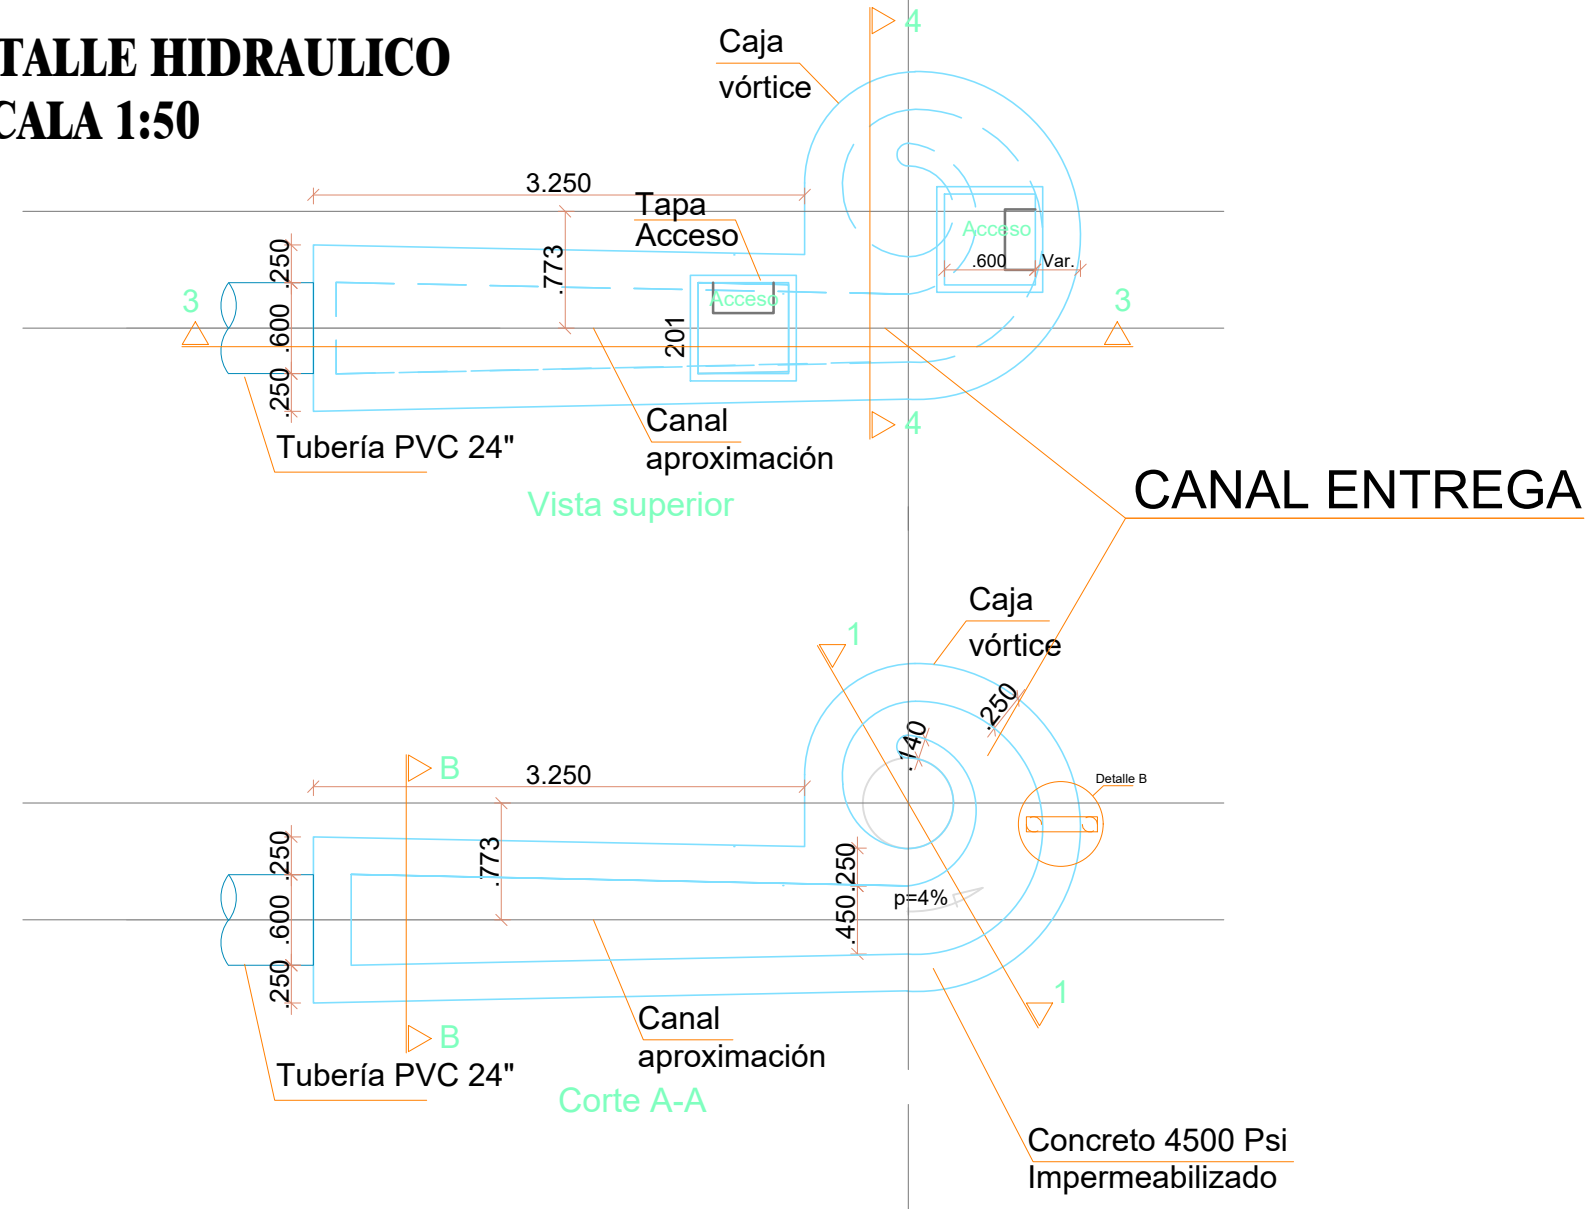 TALLE HIDRAULICO
CALA 1:50
Caja
vórtice
4
3.250
Tapa
Acceso
.773
.250
.600
.250
3
Acceso
201
Acceso
.600
Var.
3
4
Canal
aproximación
Tubería PVC 24"
Vista superior
CANAL ENTREGA
Caja
vórtice
1
.250
.140
Detalle B
B
3.250
.773
.250
.600
.250
.250
.450
p=4%
1
B
Canal
aproximación
Tubería PVC 24"
Corte A-A
Concreto 4500 Psi
Impermeabilizado